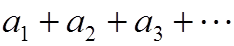 a₁ + a₂ + a₃ + ⋯